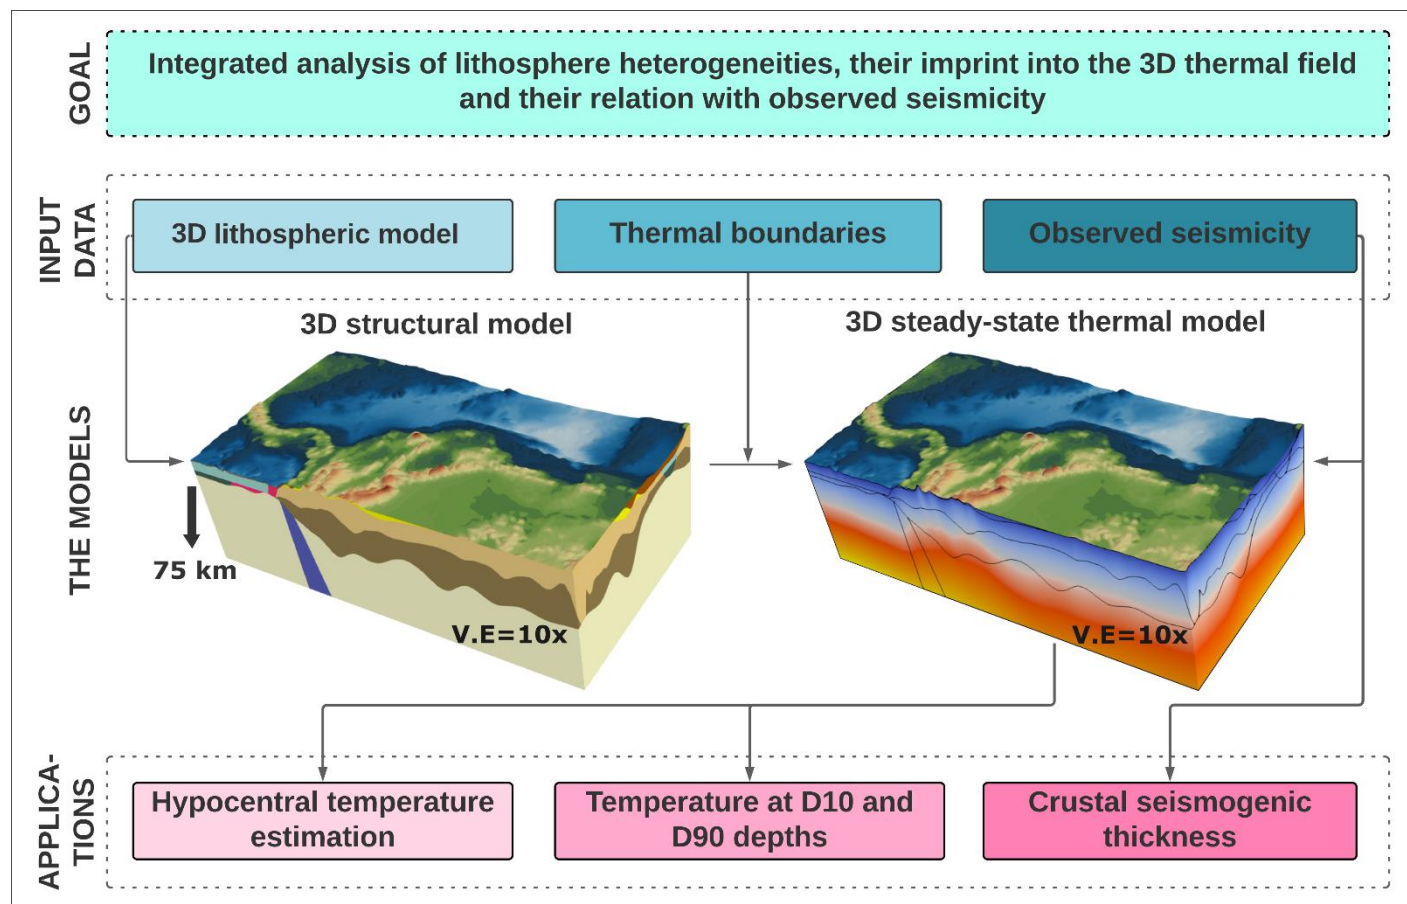 GOAL
Integrated analysis of lithosphere heterogeneities, their imprint into the 3D thermal field
and their relation with observed seismicity
INPUT
DATA
3D lithospheric model
Thermal boundaries
Observed seismicity
THE MODELS
3D structural model
3D steady-state thermal model
75 km
V.E=10x
V.E=10x
APPLICA-
TIONS
Hypocentral temperature
estimation
Temperature at D10 and
D90 depths
Crustal seismogenic
thickness